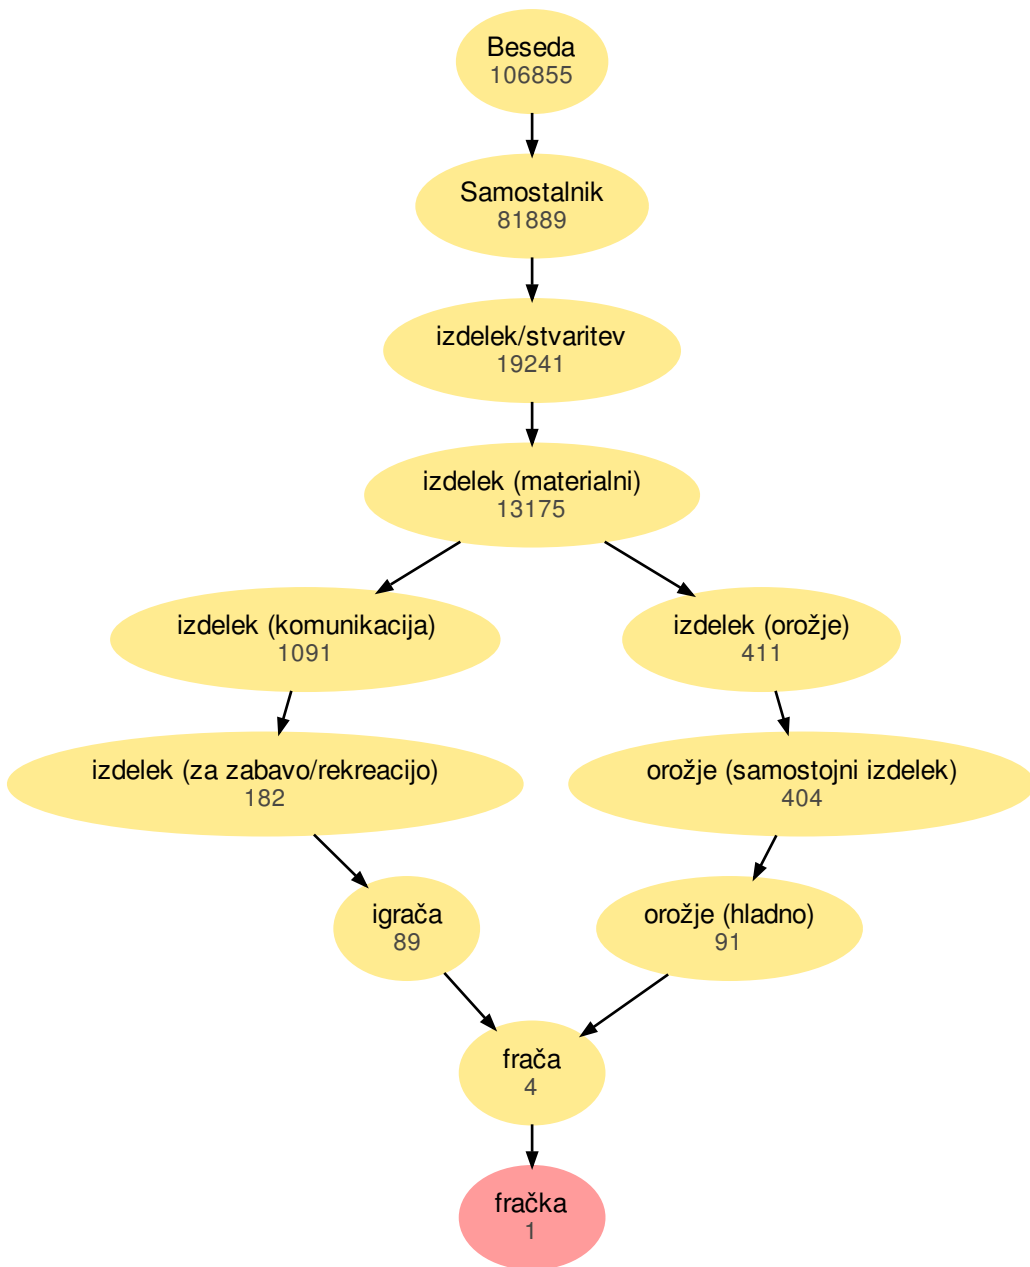 Beseda
106855
Samostalnik
81889
izdelek/stvaritev
19241
izdelek (materialni)
13175
izdelek (komunikacija)
1091
izdelek (orožje)
411
izdelek (za zabavo/rekreacijo)
182
orožje (samostojni izdelek)
404
igrača
89
orožje (hladno)
91
frača
4
fračka
1